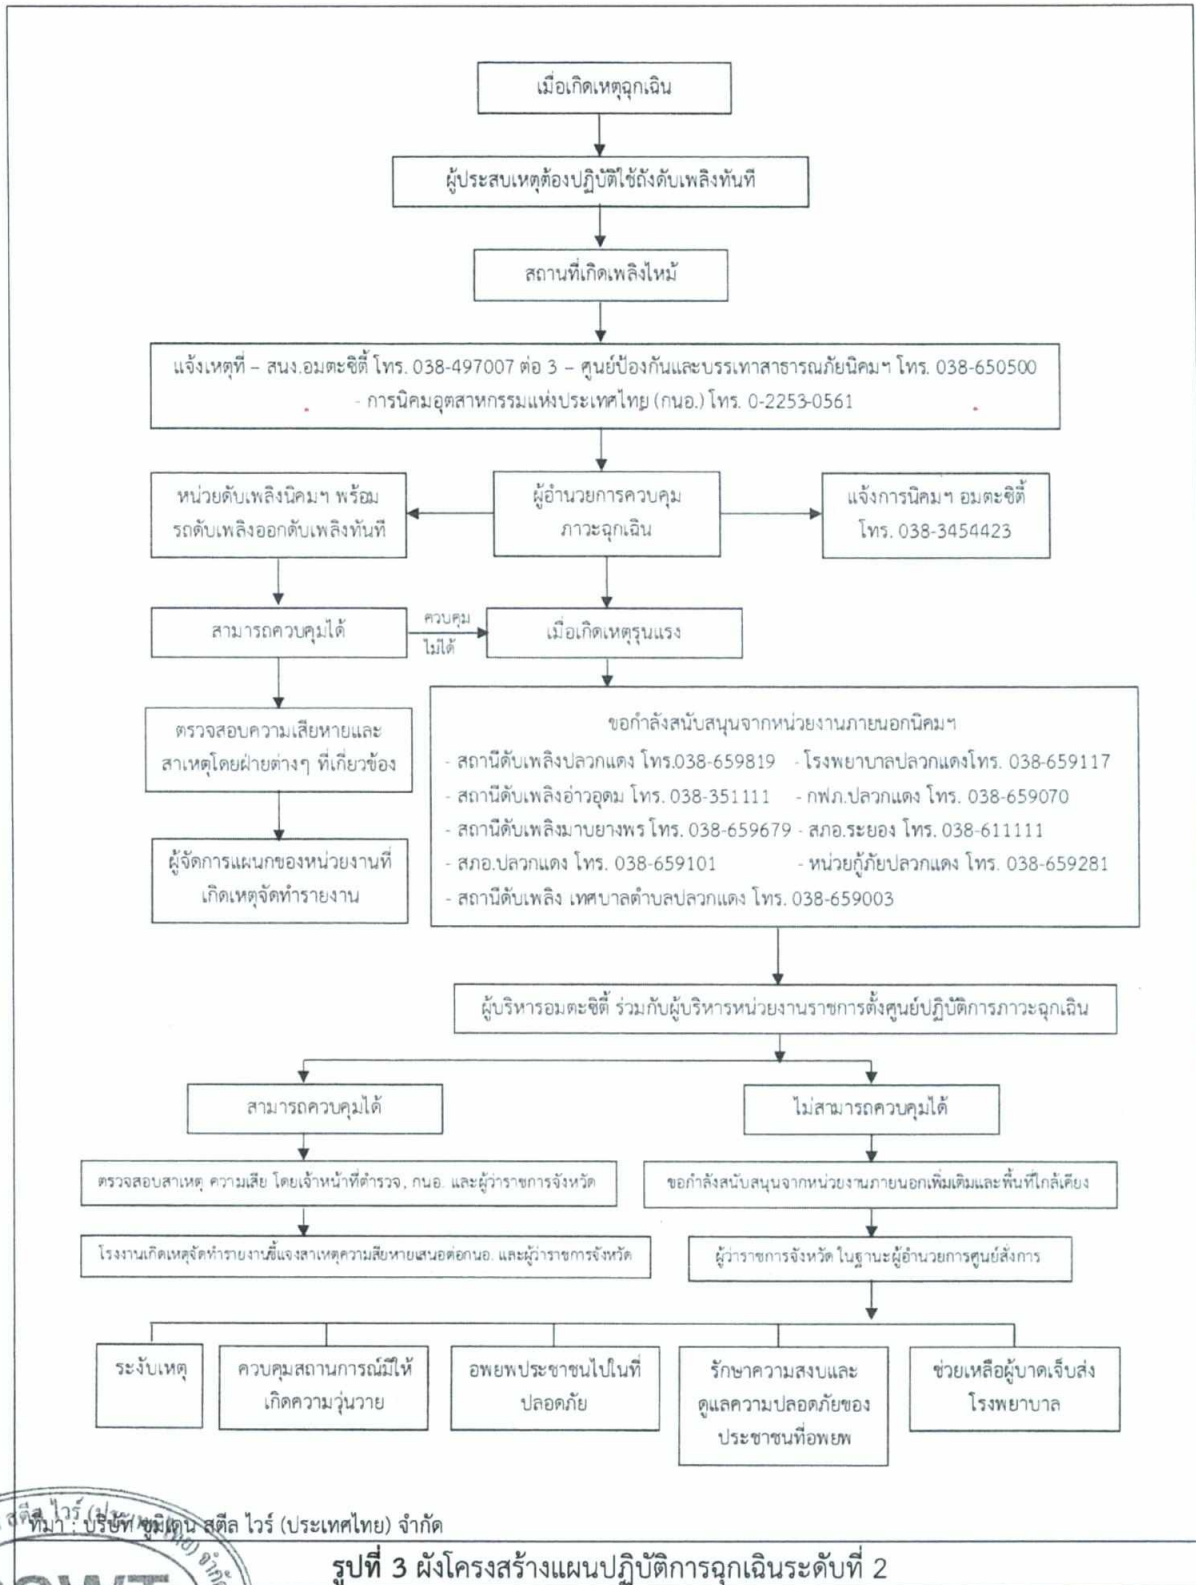 เมื่อเกิดเหตุฉุกเฉิน
ผู้ประสบเหตุต้องปฏิบัติใช้ถังดับเพลิงทันที
สถานที่เกิดเพลิงไหม้
แจ้งเหตุที่ – สนง.อมตะซิตี้ โทร. 038-497007 ต่อ 3 – ศูนย์ป้องกันและบรรเทาสาธารณภัยนิคมฯ โทร. 038-650500
- การนิคมอุตสาหกรรมแห่งประเทศไทย (กนอ.) โทร. 0-2253-0561
หน่วยดับเพลิงนิคมฯ พร้อม
รถดับเพลิงออกดับเพลิงทันที
ผู้อำนวยการควบคุม
ภาวะฉุกเฉิน
แจ้งการนิคมฯ อมตะซิตี้
โทร. 038-3454423
สามารถควบคุมได้
ควบคุม
ไม่ได้
เมื่อเกิดเหตุรุนแรง
ตรวจสอบความเสียหายและ
สาเหตุโดยฝ่ายต่างๆ ที่เกี่ยวข้อง
ผู้จัดการแผนกของหน่วยงานที่
เกิดเหตุจัดทำรายงาน
ขอกำลังสนับสนุนจากหน่วยงานภายนอกนิคมฯ
- สถานีดับเพลิงปลวกแดง โทร.038-659819 - โรงพยาบาลปลวกแดงโทร. 038-659117
- สถานีดับเพลิงอ่าวอุดม โทร. 038-351111 - กฟภ.ปลวกแดง โทร. 038-659070
- สถานีดับเพลิงมาบยางพร โทร. 038-659679 - สภอ.ระยอง โทร. 038-611111
- สภอ.ปลวกแดง โทร. 038-659101 - หน่วยกู้ภัยปลวกแดง โทร. 038-659281
- สถานีดับเพลิง เทศบาลตำบลปลวกแดง โทร. 038-659003
ผู้บริหารอมตะซิตี้ ร่วมกับผู้บริหารหน่วยงานราชการตั้งศูนย์ปฏิบัติการภาวะฉุกเฉิน
สามารถควบคุมได้
ไม่สามารถควบคุมได้
ตรวจสอบสาเหตุ ความเสีย โดยเจ้าหน้าที่ตำรวจ, กนอ. และผู้ว่าราชการจังหวัด
ขอกำลังสนับสนุนจากหน่วยงานภายนอกเพิ่มเติมและพื้นที่ใกล้เคียง
โรงงานเกิดเหตุจัดทำรายงานชี้แจงสาเหตุความสียหายเสนอต่อกนอ. และผู้ว่าราชการจังหวัด
ผู้ว่าราชการจังหวัด ในฐานะผู้อำนวยการศูนย์สั่งการ
ระงับเหตุ
ควบคุมสถานการณ์มิให้
เกิดความวุ่นวาย
อพยพประชาชนไปในที่
ปลอดภัย
รักษาความสงบและ
ดูแลความปลอดภัยของ
ประชาชนที่อพยพ
ช่วยเหลือผู้บาดเจ็บส่ง
โรงพยาบาล
สตีล ไวร์ (ประเทศไทย) จำกัด
ที่มา : บริษัท ซูมิเดน สตีล ไวร์ (ประเทศไทย) จำกัด
รูปที่ 3 ผังโครงสร้างแผนปฏิบัติการฉุกเฉินระดับที่ 2